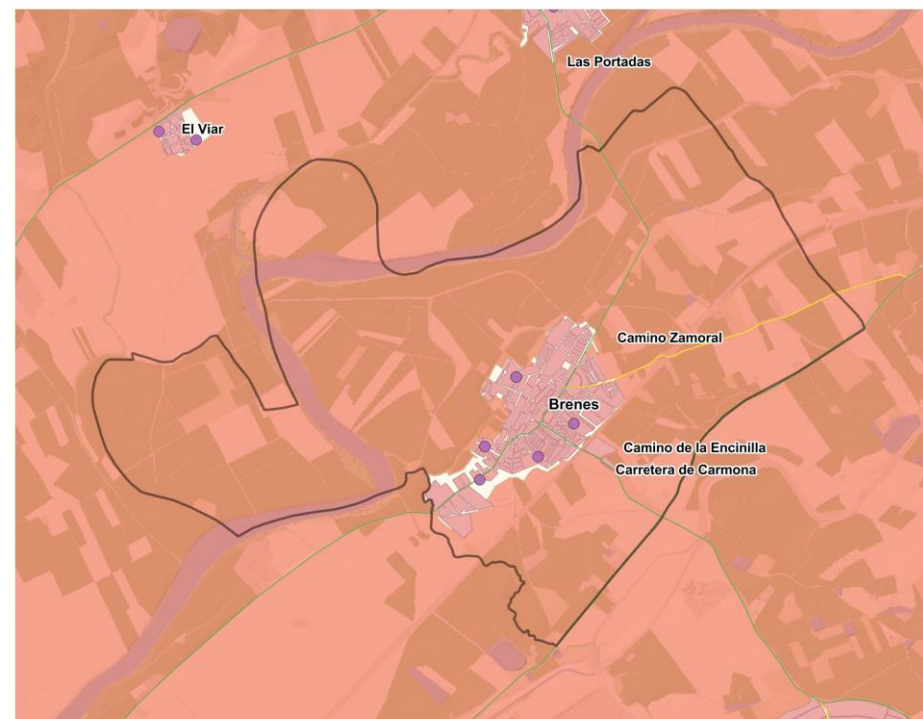 Las Portadas
El Viar
Camino Zamoral
Brenes
Camino de la Encinilla
Carretera de Carmona